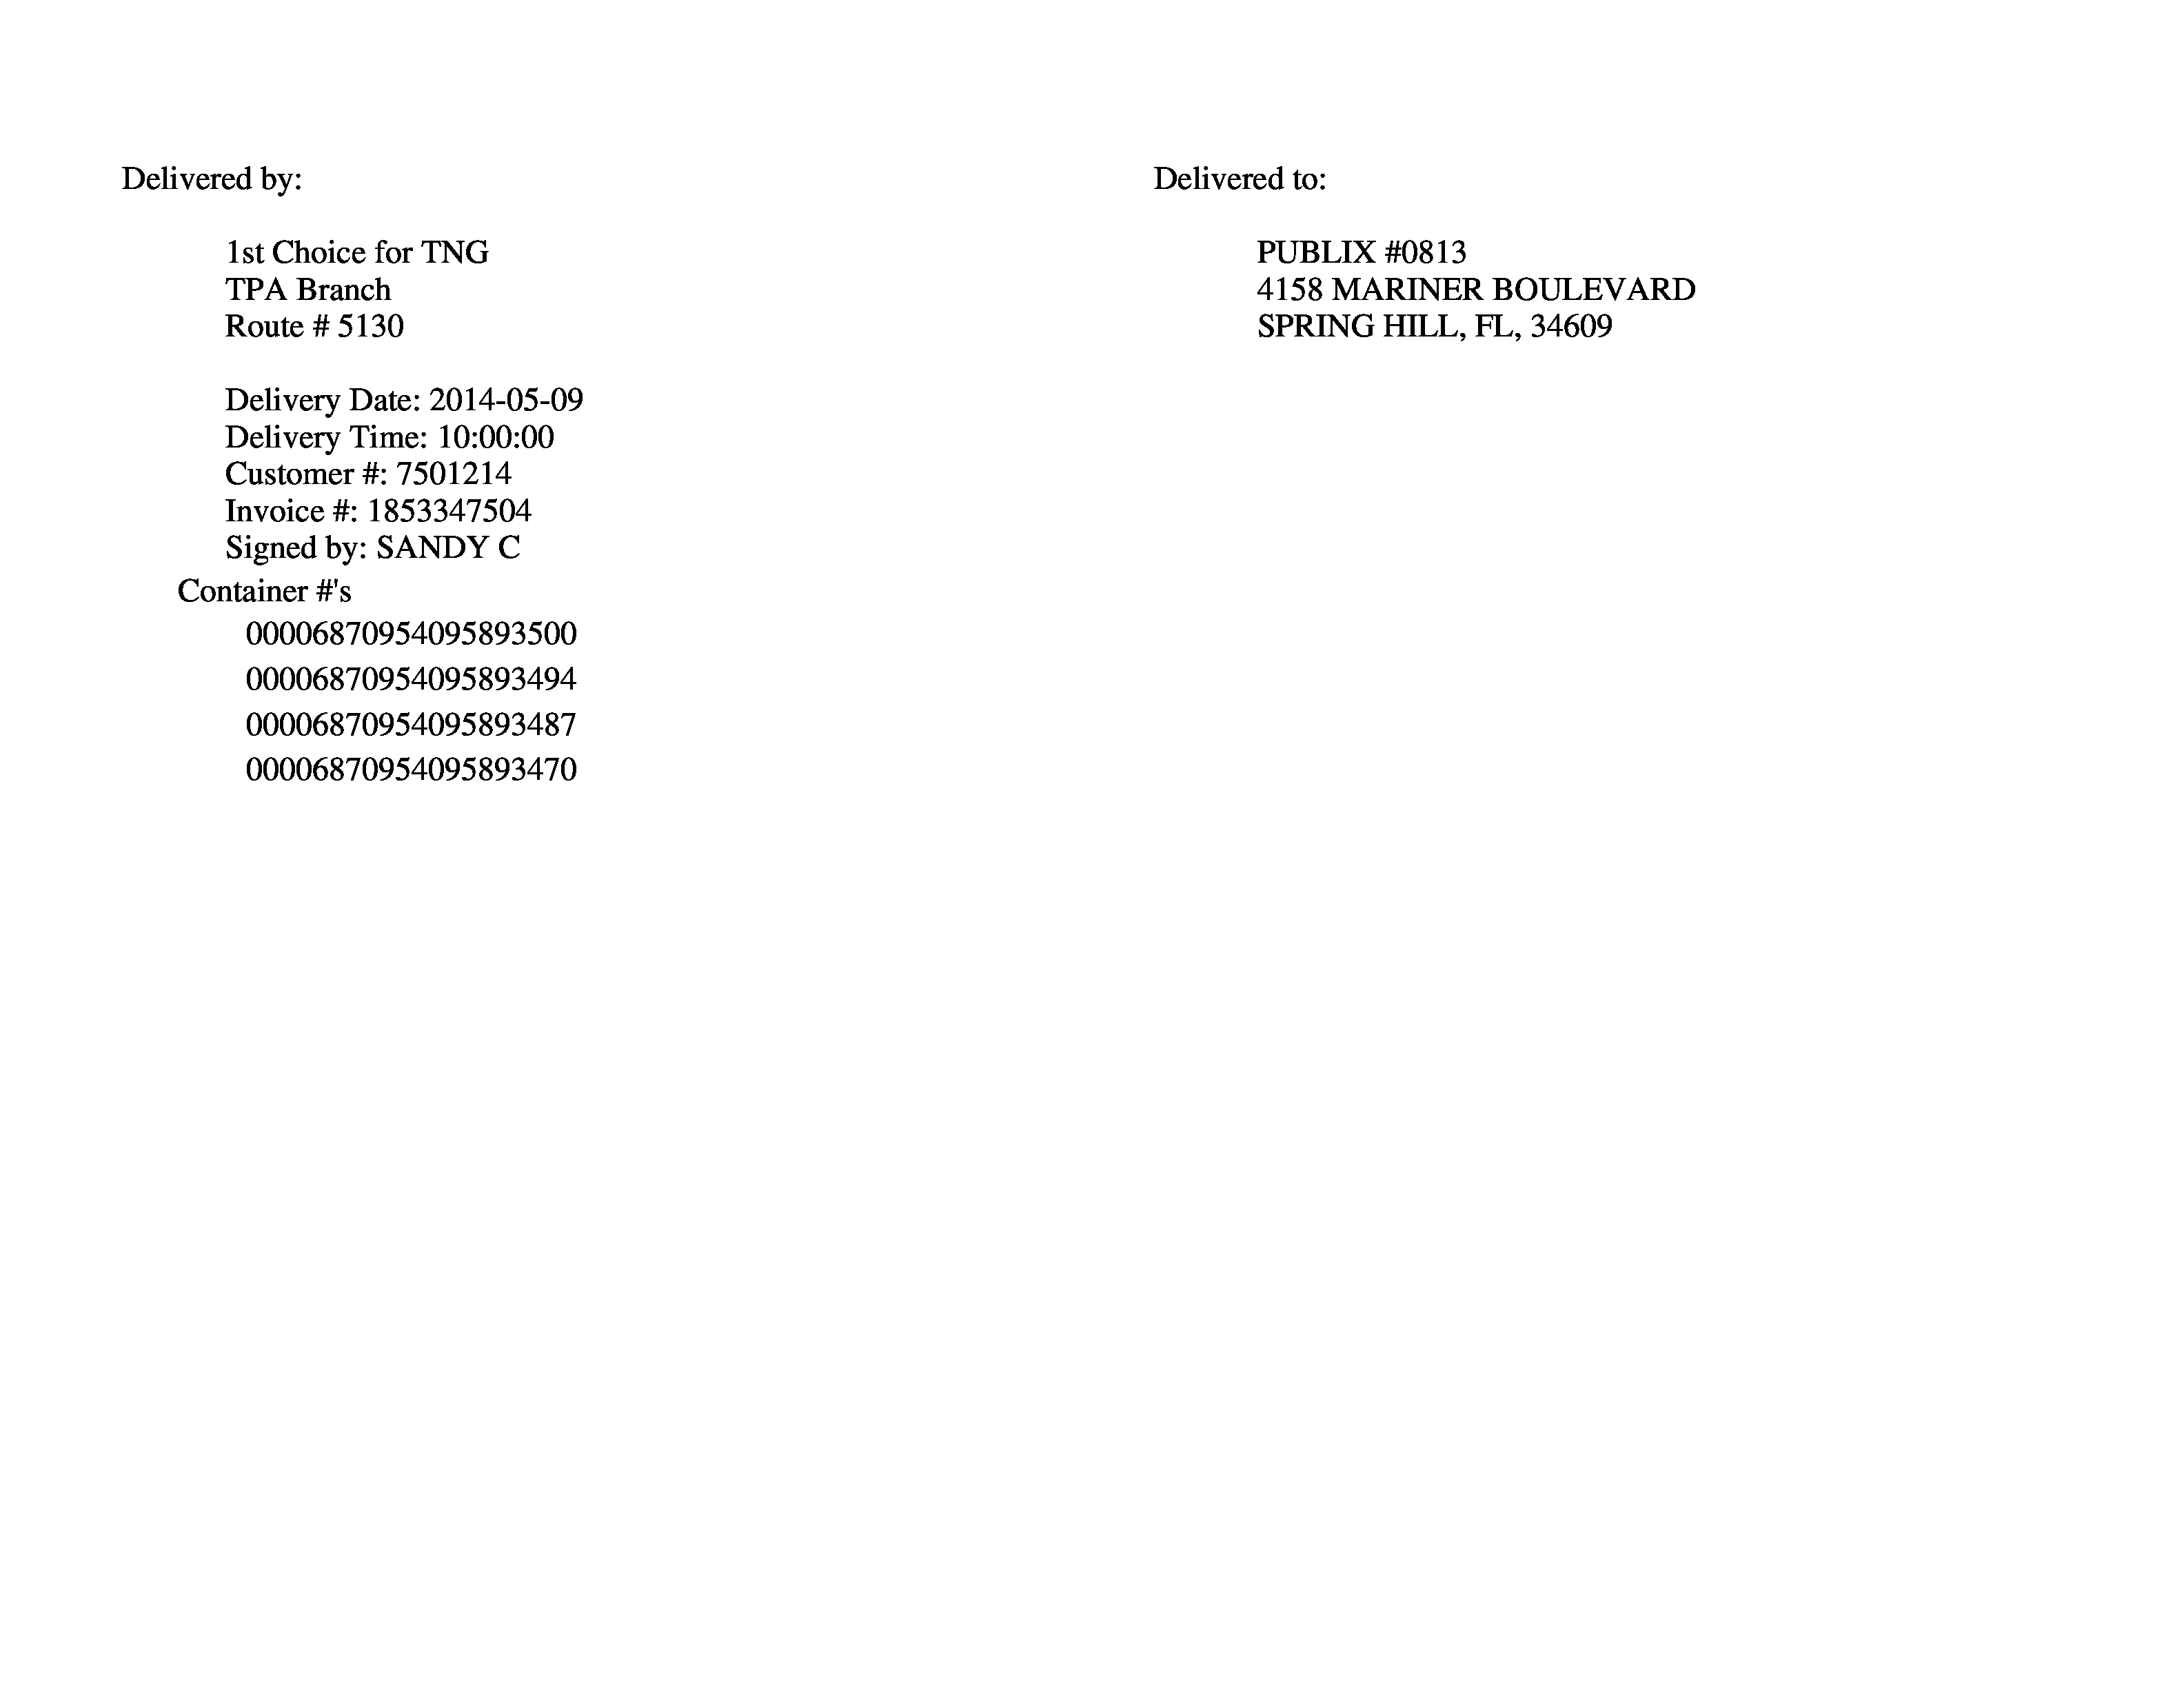 Delivered by:
1st Choice for TNG
TPA Branch
Route # 5130
Delivery Date: 2014-05-09
Delivery Time: 10:00:00
Customer #: 7501214
Invoice #: 1853347504
Signed by: SANDY C
Container #'s
00006870954095893500
00006870954095893494
00006870954095893487
00006870954095893470
Delivered to:
PUBLIX #0813
4158 MARINER BOULEVARD
SPRING HILL, FL, 34609